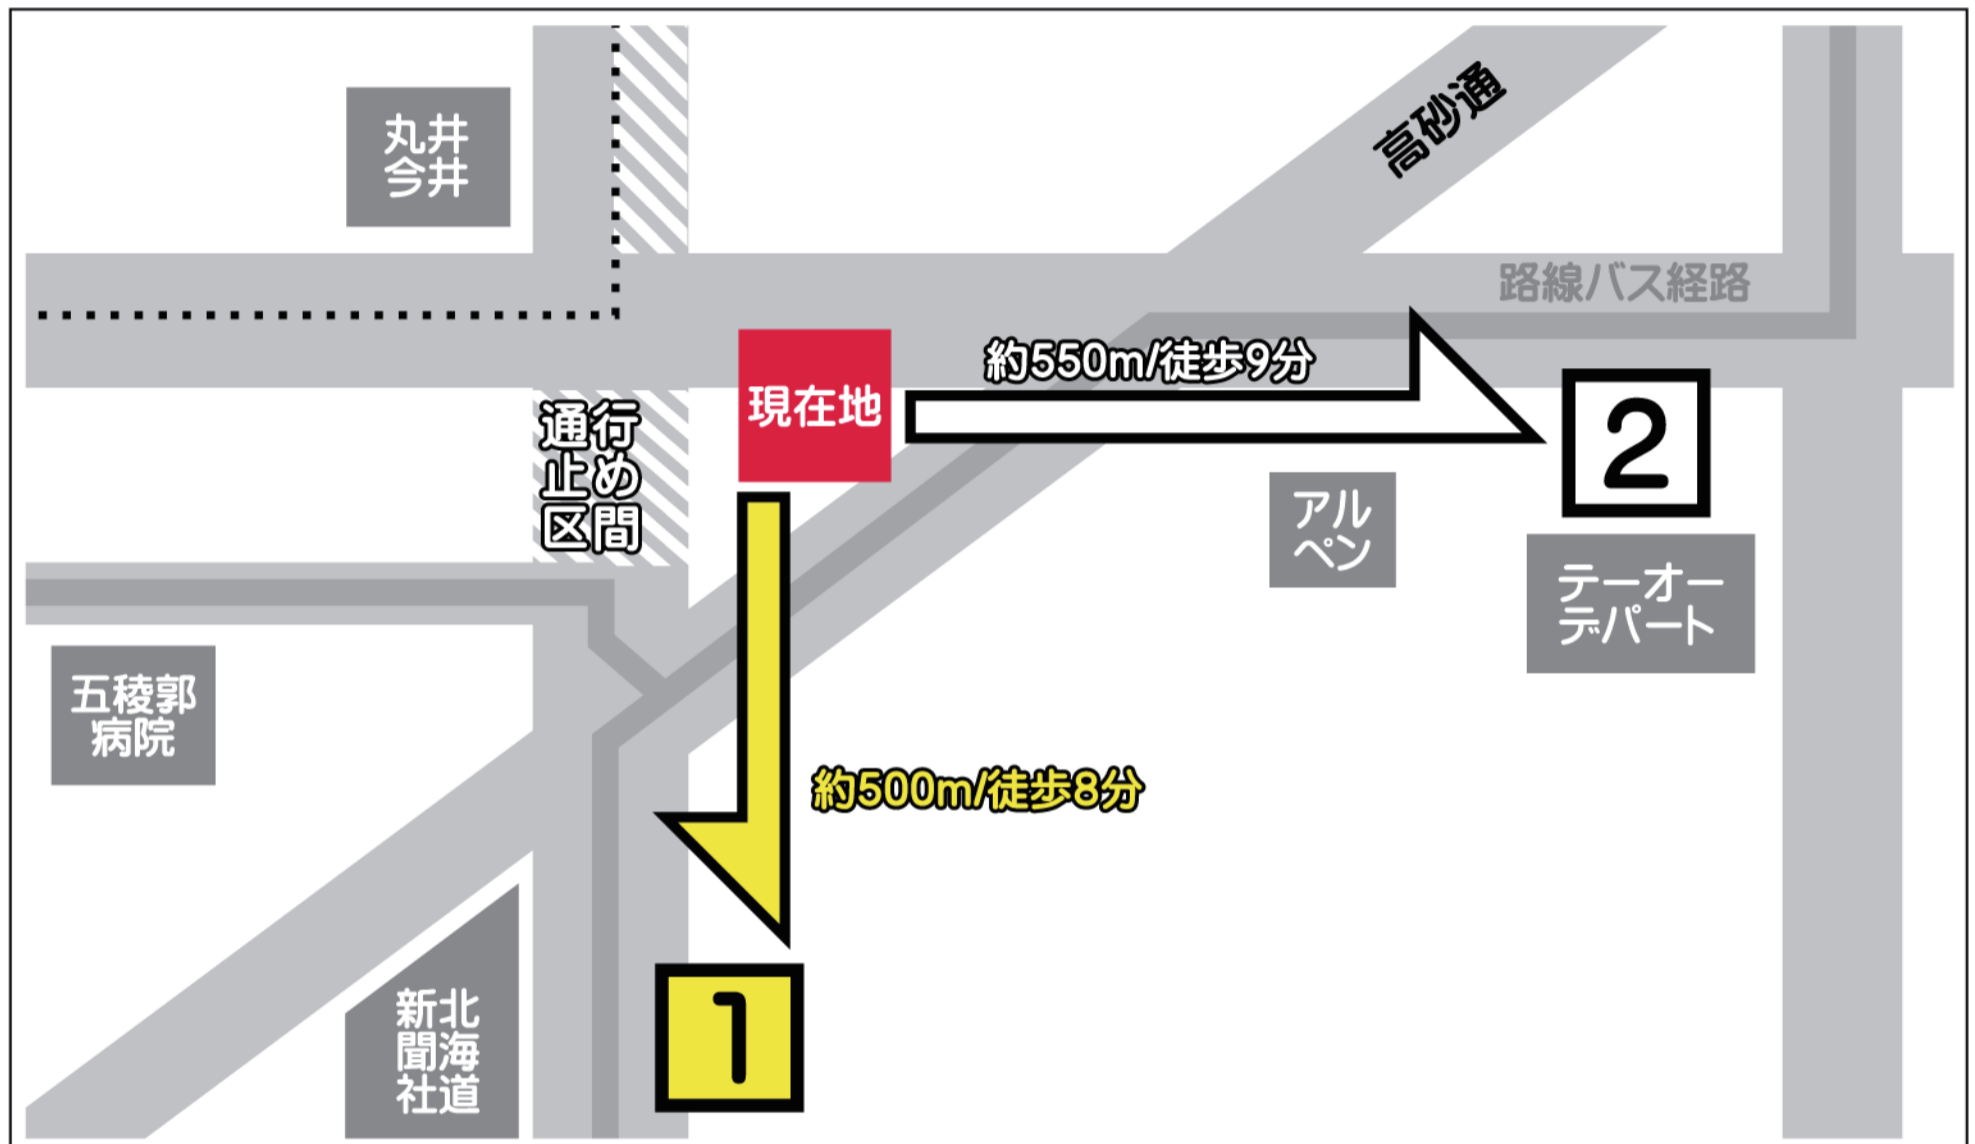 丸井
今井
高砂通
路線バス経路
約550m/徒歩9分
現在地
通行
止め
区間
2
アル
ペン
テーオー
デパート
五稜郭
病院
約500m/徒歩8分
1
北海道
新聞社